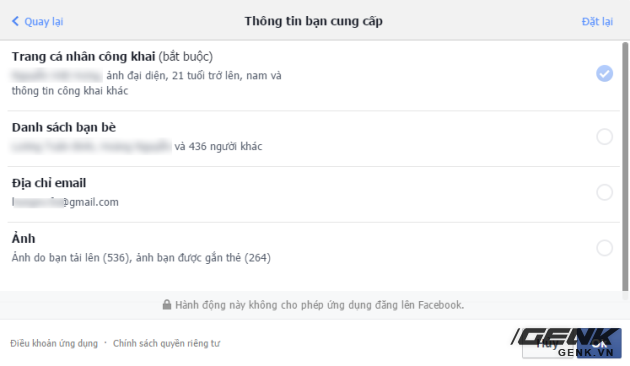 Quay lại
Thông tin bạn cung cấp
Đặt lại
Trang cá nhân công khai (bắt buộc)
ảnh đại diện, 21 tuổi trở lên, nam và
thông tin công khai khác
Danh sách bạn bè
và 436 người khác
Địa chỉ email
@gmail.com
Ảnh
Ảnh do bạn tải lên (536), ảnh bạn được gắn thẻ (264)
Hành động này không cho phép ứng dụng đăng lên Facebook.
Điều khoản ứng dụng · Chính sách quyền riêng tư
Hủy
OK
GENK
GENK.VN